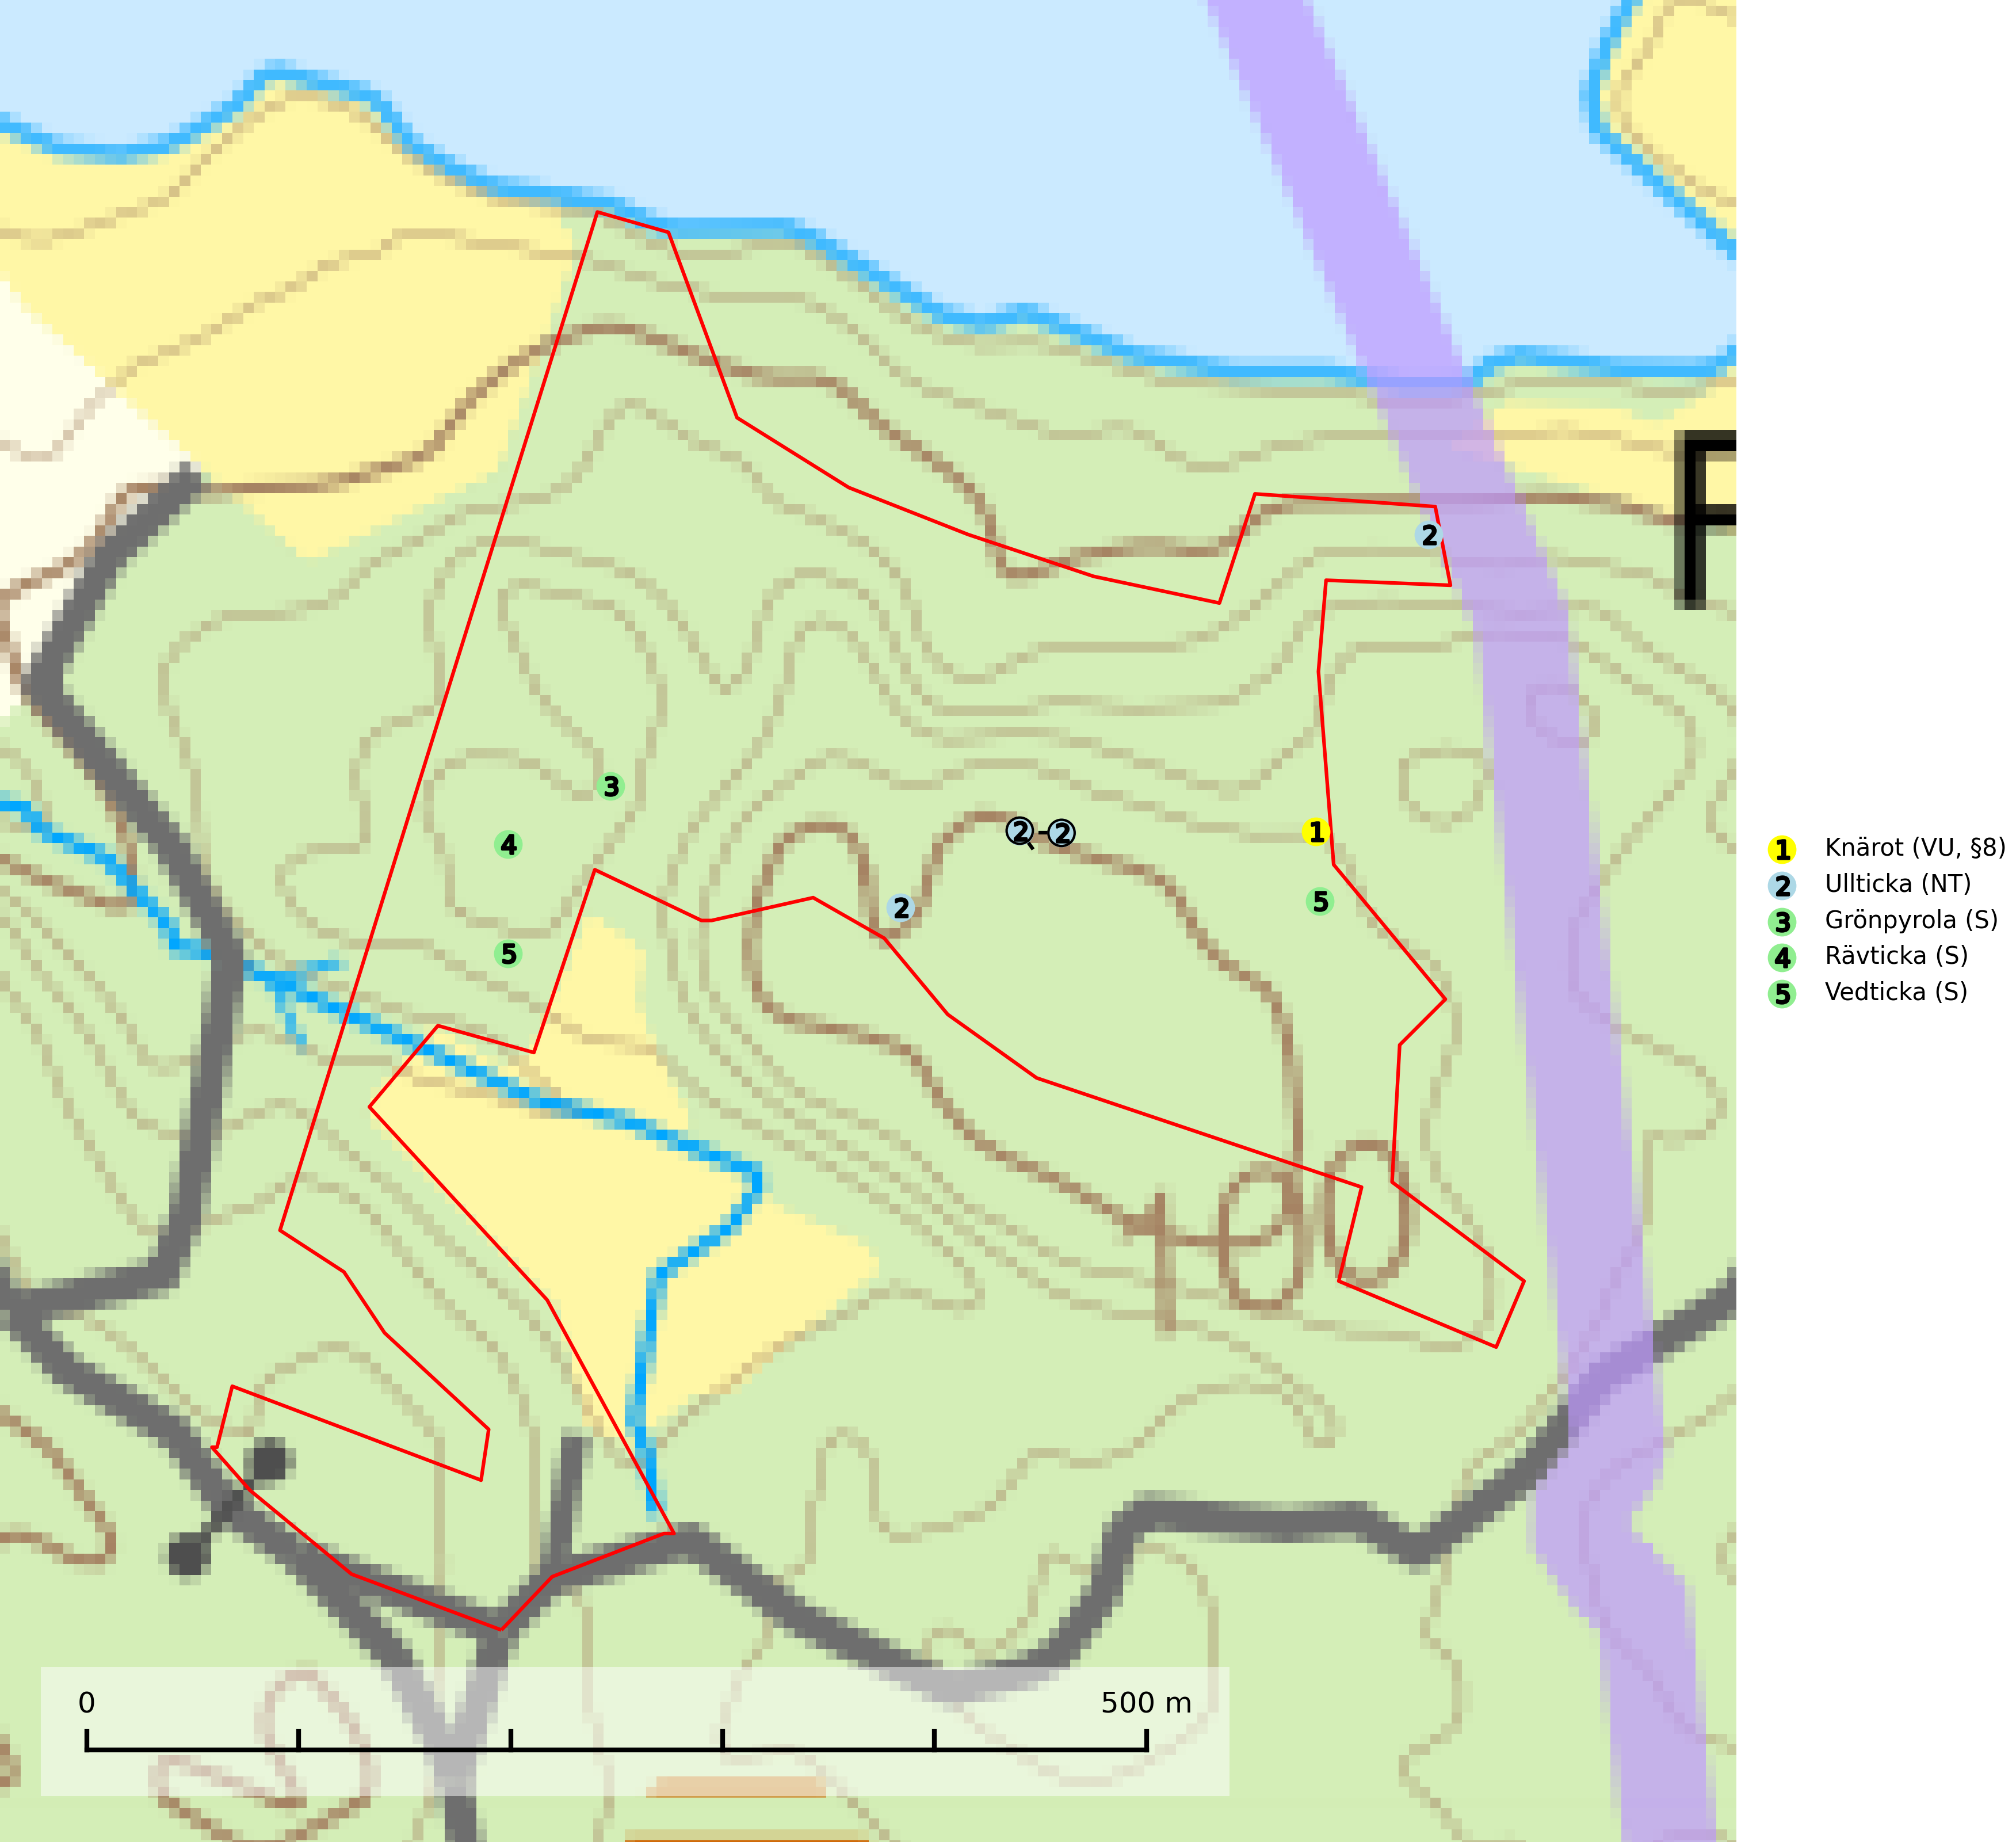 2
3
2
2
1
4
2
5
5
1 Knärot (VU, §8)
2 Ullticka (NT)
3 Grönpyrola (S)
4 Rävticka (S)
5 Vedticka (S)
0 500 m